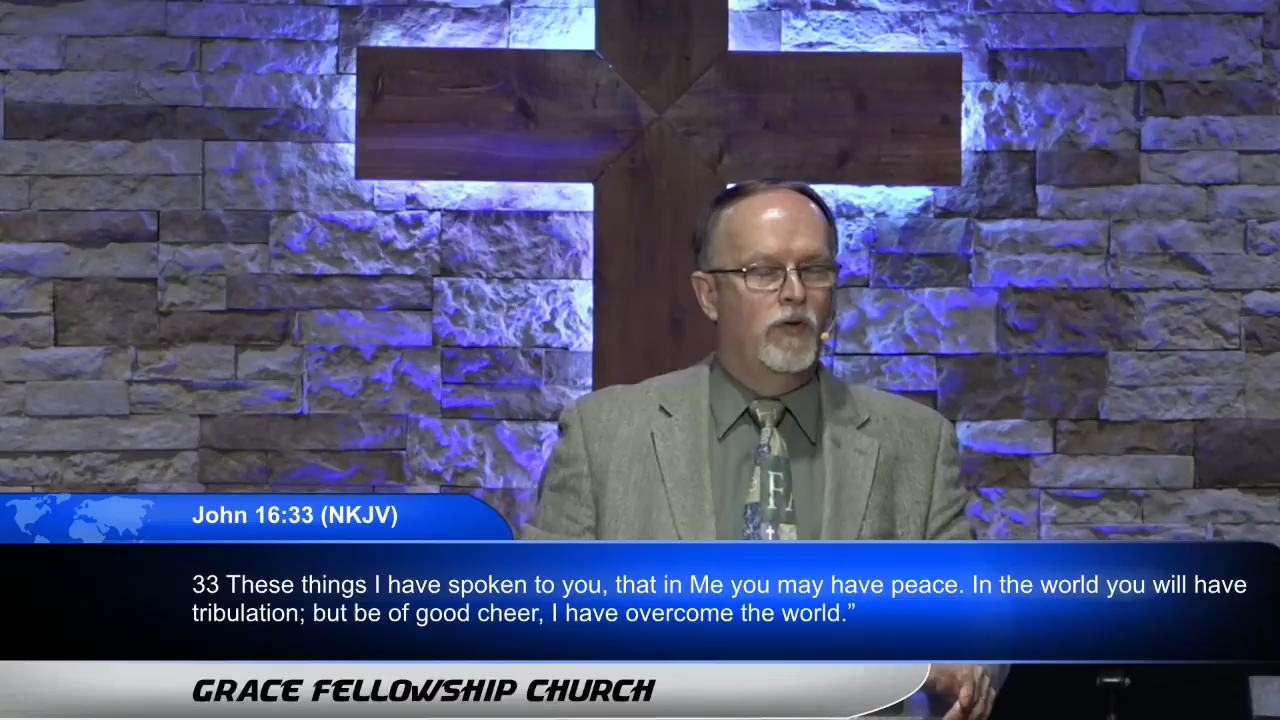 John 16:33 (NKJV)
33 These things I have spoken to you, that in Me you may have peace. In the world you will have
tribulation; but be of good cheer, I have overcome the world.”
GRACE FELLOWSHIP CHURCH